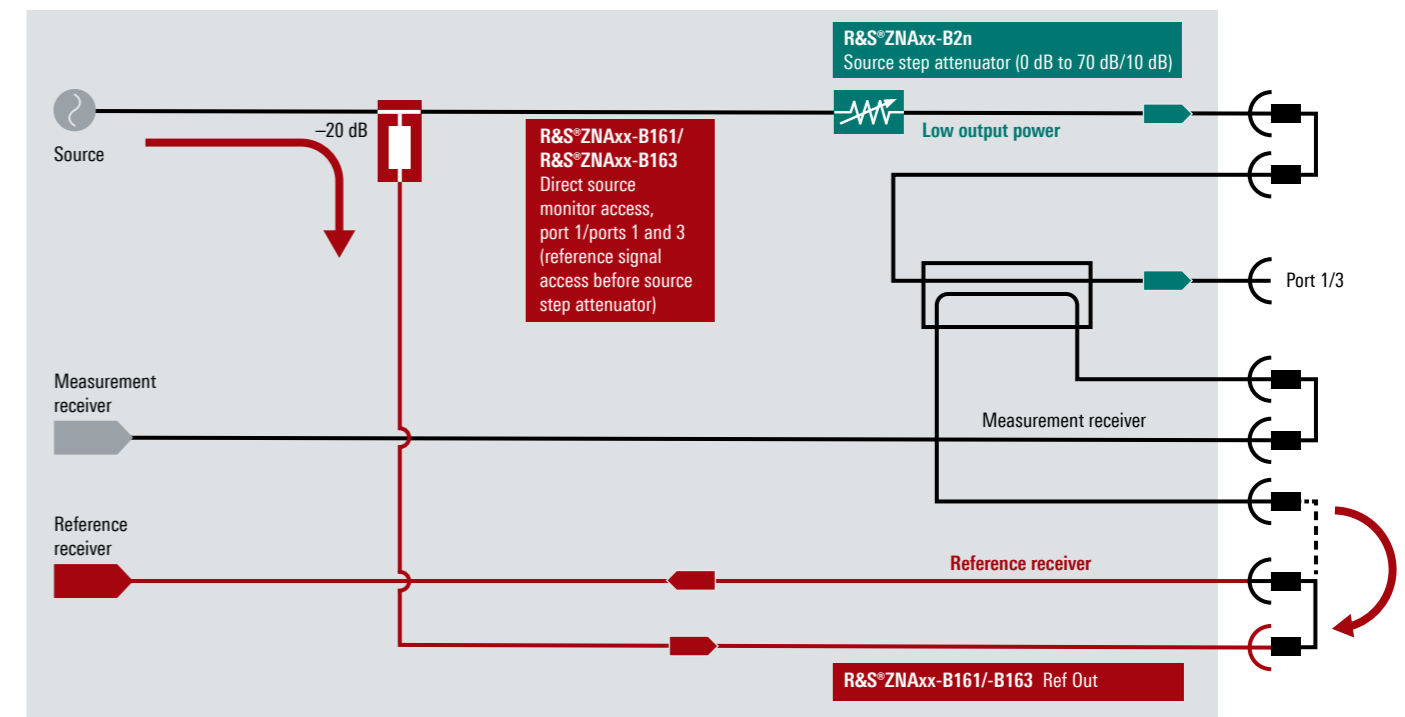 R&S®ZNAxx-B2n
Source step attenuator (0 dB to 70 dB/10 dB)
–20 dB
Source
R&S®ZNAxx-B161/
R&S®ZNAxx-B163
Direct source
monitor access,
port 1/ports 1 and 3
(reference signal
access before source
step attenuator)
Low output power
Port 1/3
Measurement
receiver
Measurement receiver
Reference
receiver
Reference receiver
R&S®ZNAxx-B161/-B163 Ref Out